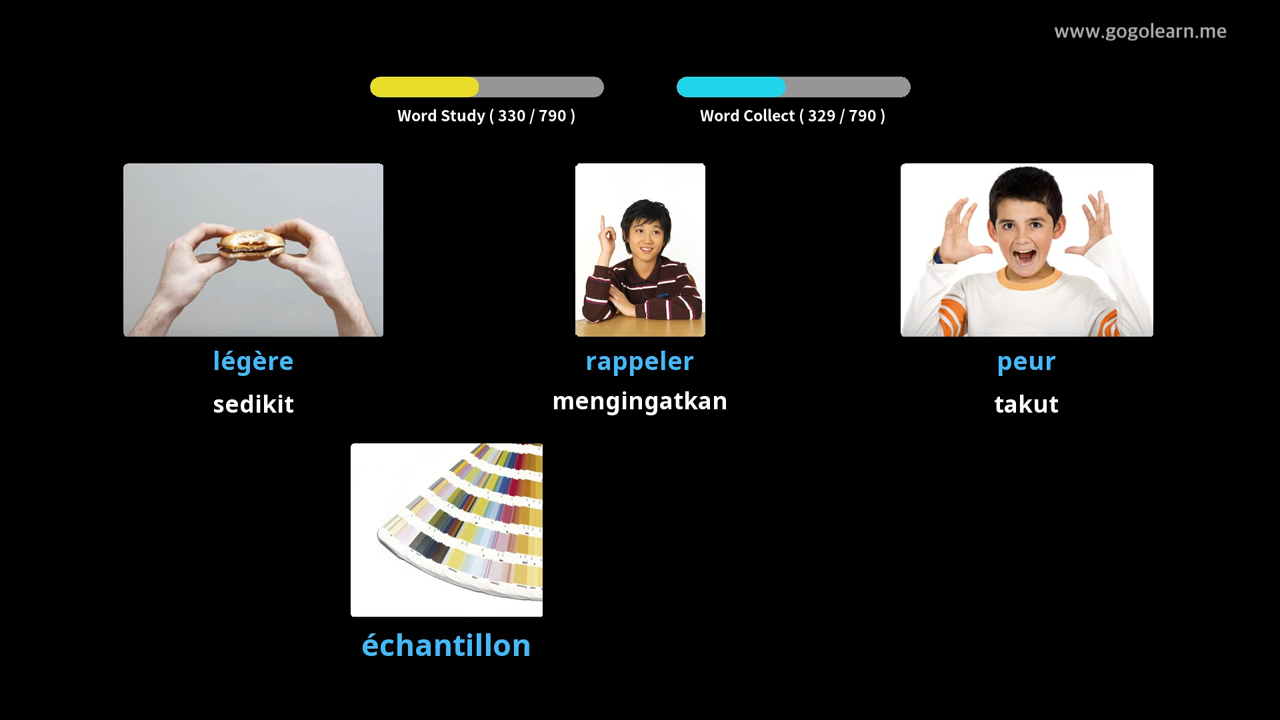 www.gogolearn.me
Word Study ( 330 / 790 )
Word Collect ( 329 / 790 )
légère
rappeler
peur
sedikit
mengingatkan
takut
échantillon